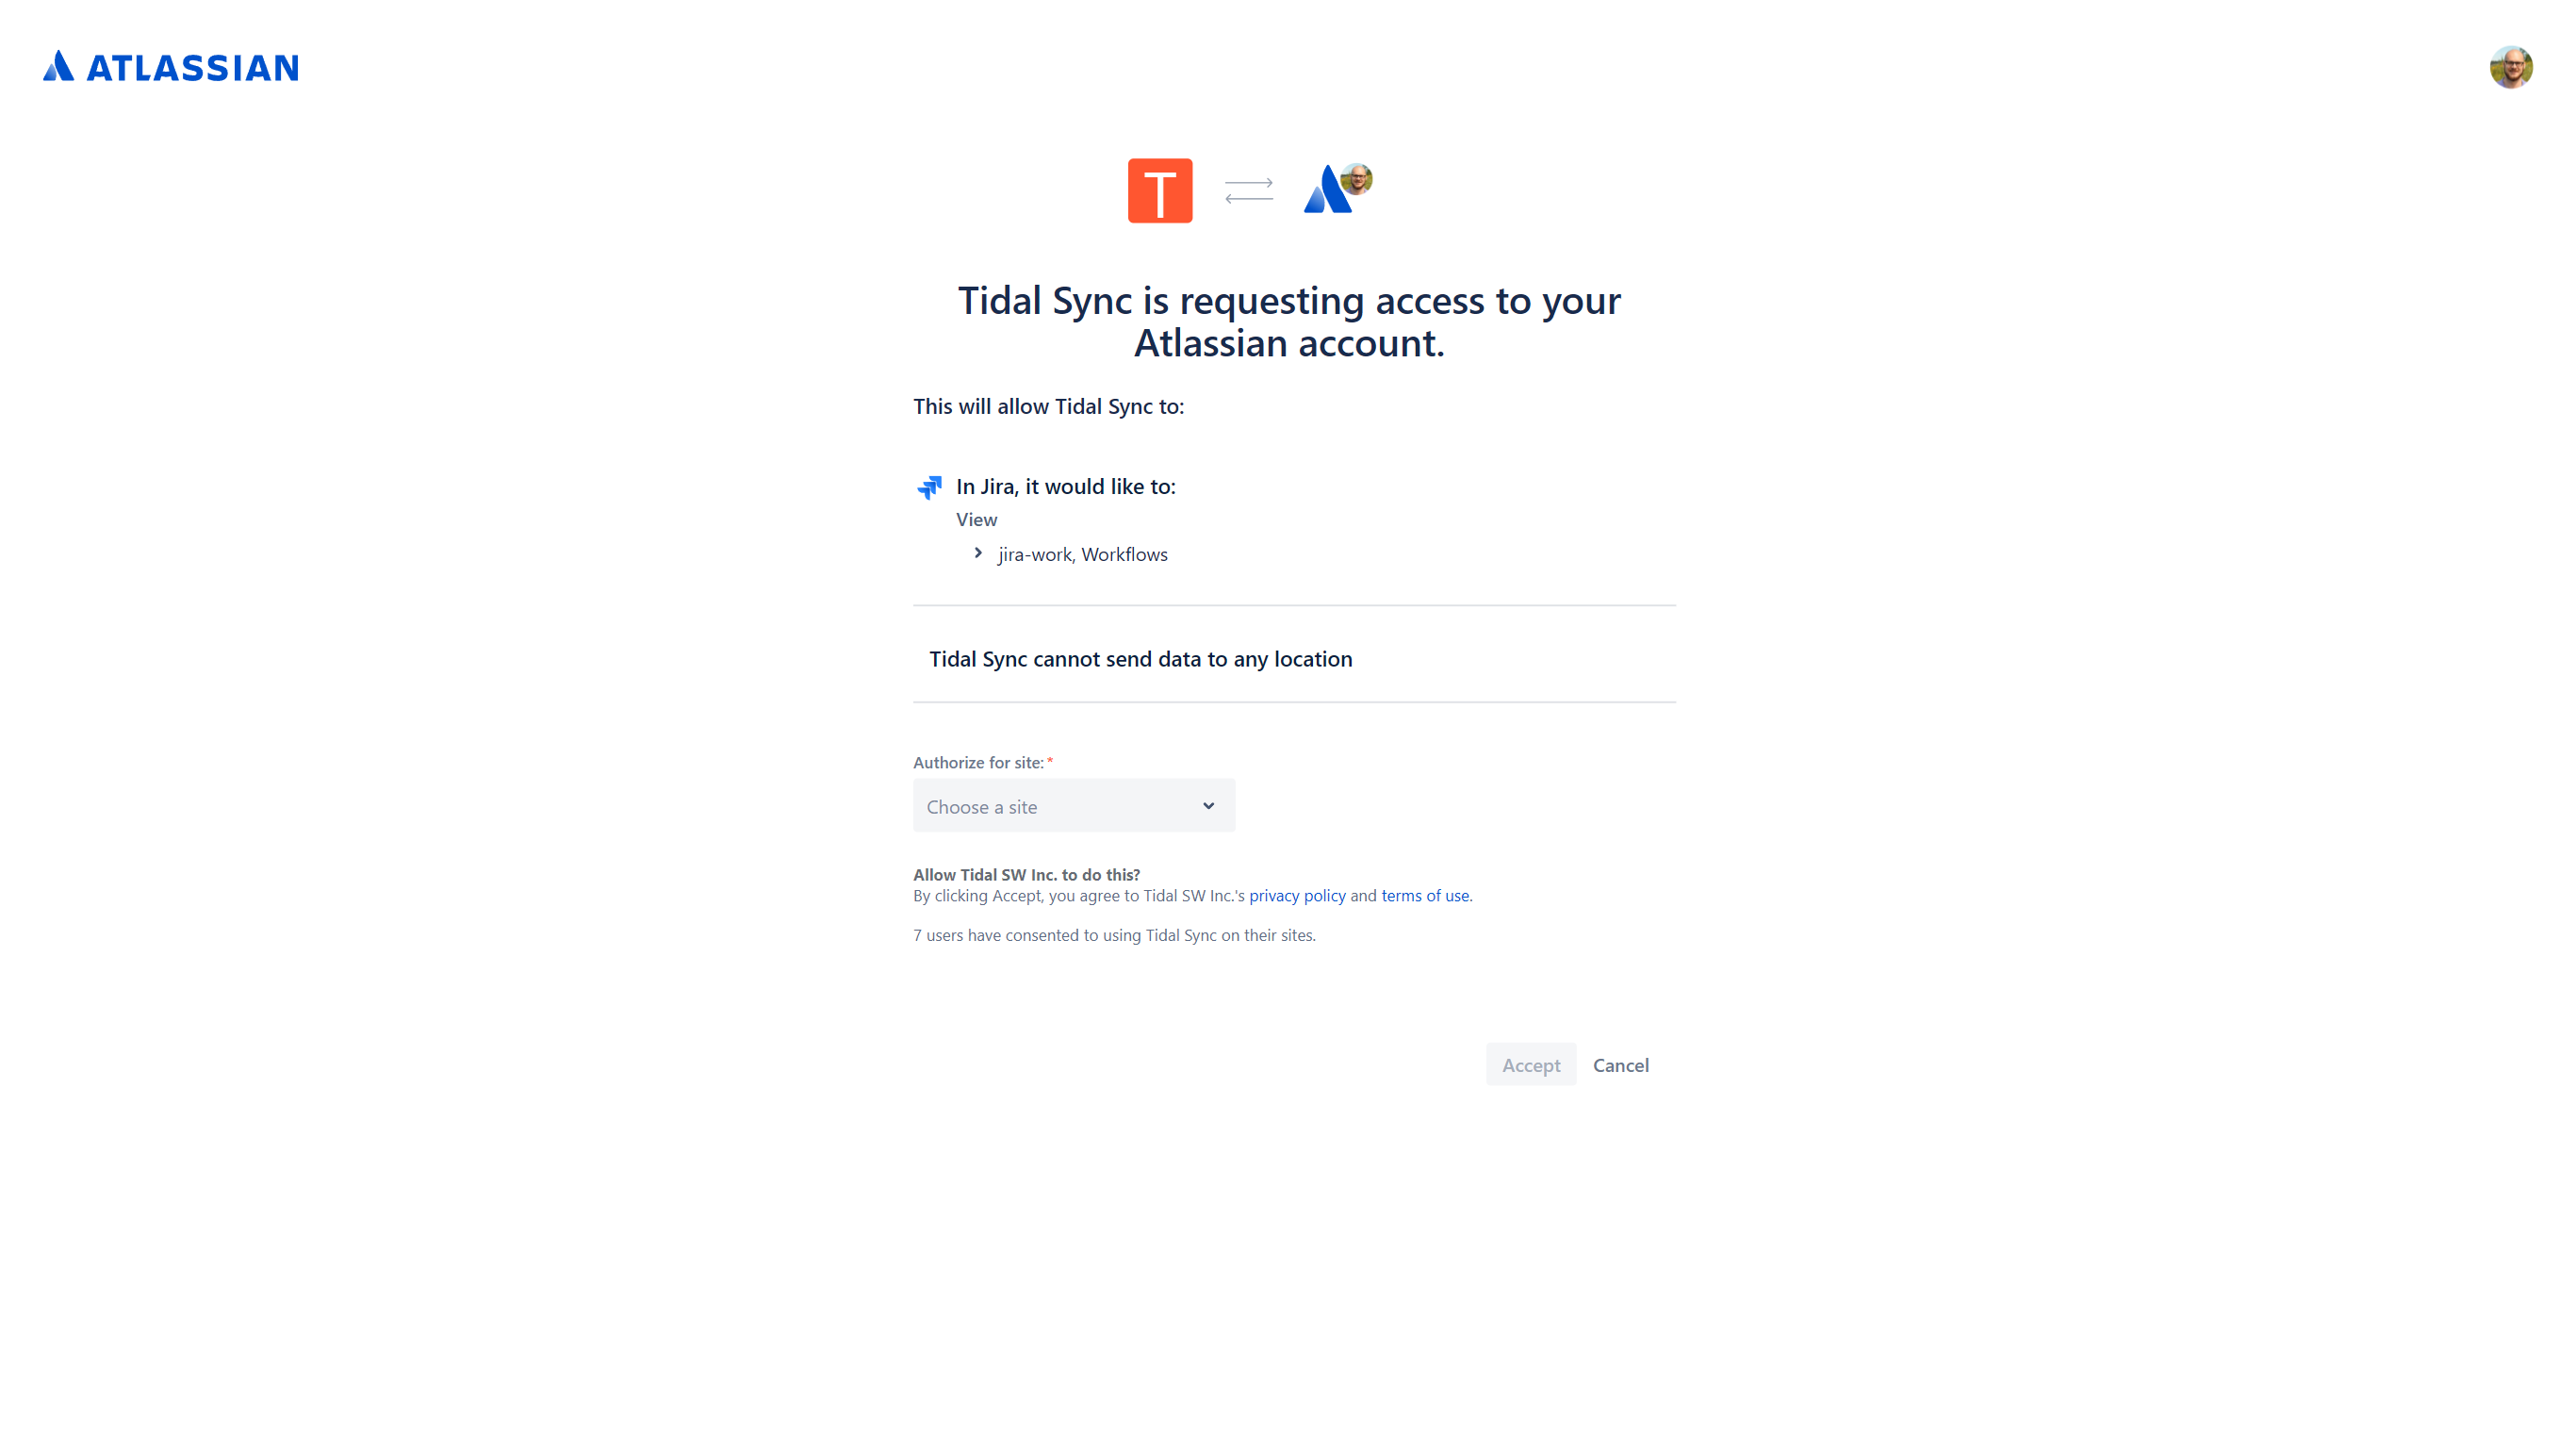 ATLASSIAN
T
Tidal Sync is requesting access to your
Atlassian account.
This will allow Tidal Sync to:
In Jira, it would like to:
View
jira-work, Workflows
Tidal Sync cannot send data to any location
Authorize for site:*
Choose a site
Allow Tidal SW Inc. to do this?
By clicking Accept, you agree to Tidal SW Inc.'s privacy policy and terms of use.
7 users have consented to using Tidal Sync on their sites.
Accept Cancel